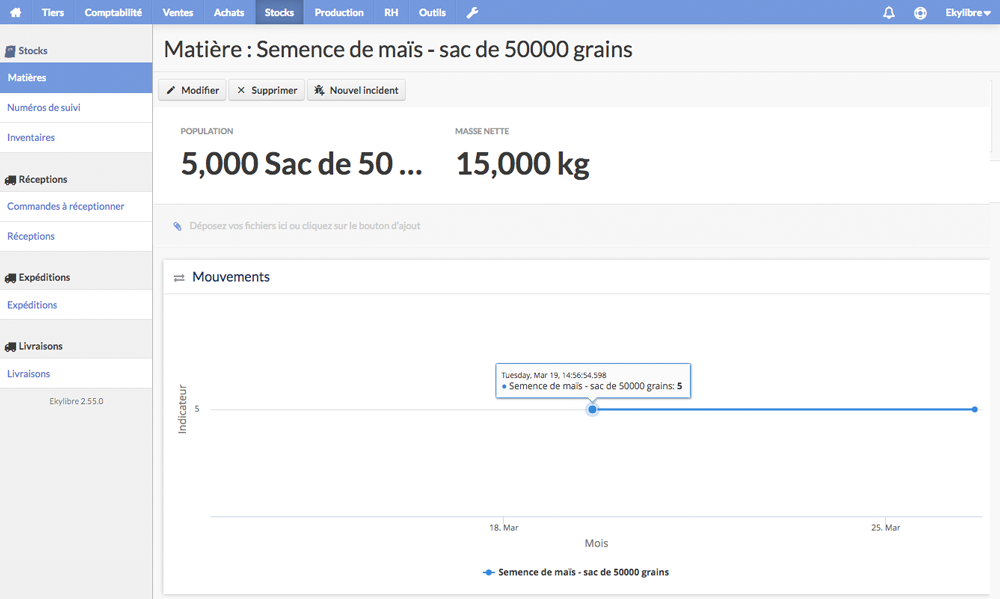 Tiers Comptabilité Ventes Achats Stocks Production RH Outils Ekylibre
Stocks
Matières
Numéros de suivi
Inventaires
Réceptions
Commandes à réceptionner
Réceptions
Expéditions
Expéditions
Livraisons
Livraisons
Ekylibre 2.55.0
Matière : Semence de maïs - sac de 50000 grains
Modifier Supprimer Nouvel incident
POPULATION MASSE NETTE
5,000 Sac de 50 ... 15,000 kg
Déposez vos fichiers ici ou cliquez sur le bouton d'ajout
Mouvements
Tuesday, Mar 19, 14:56:54.598
Semence de maïs - sac de 50000 grains: 5
Indicateur
5
18. Mar 25. Mar
Mois
Semence de maïs - sac de 50000 grains